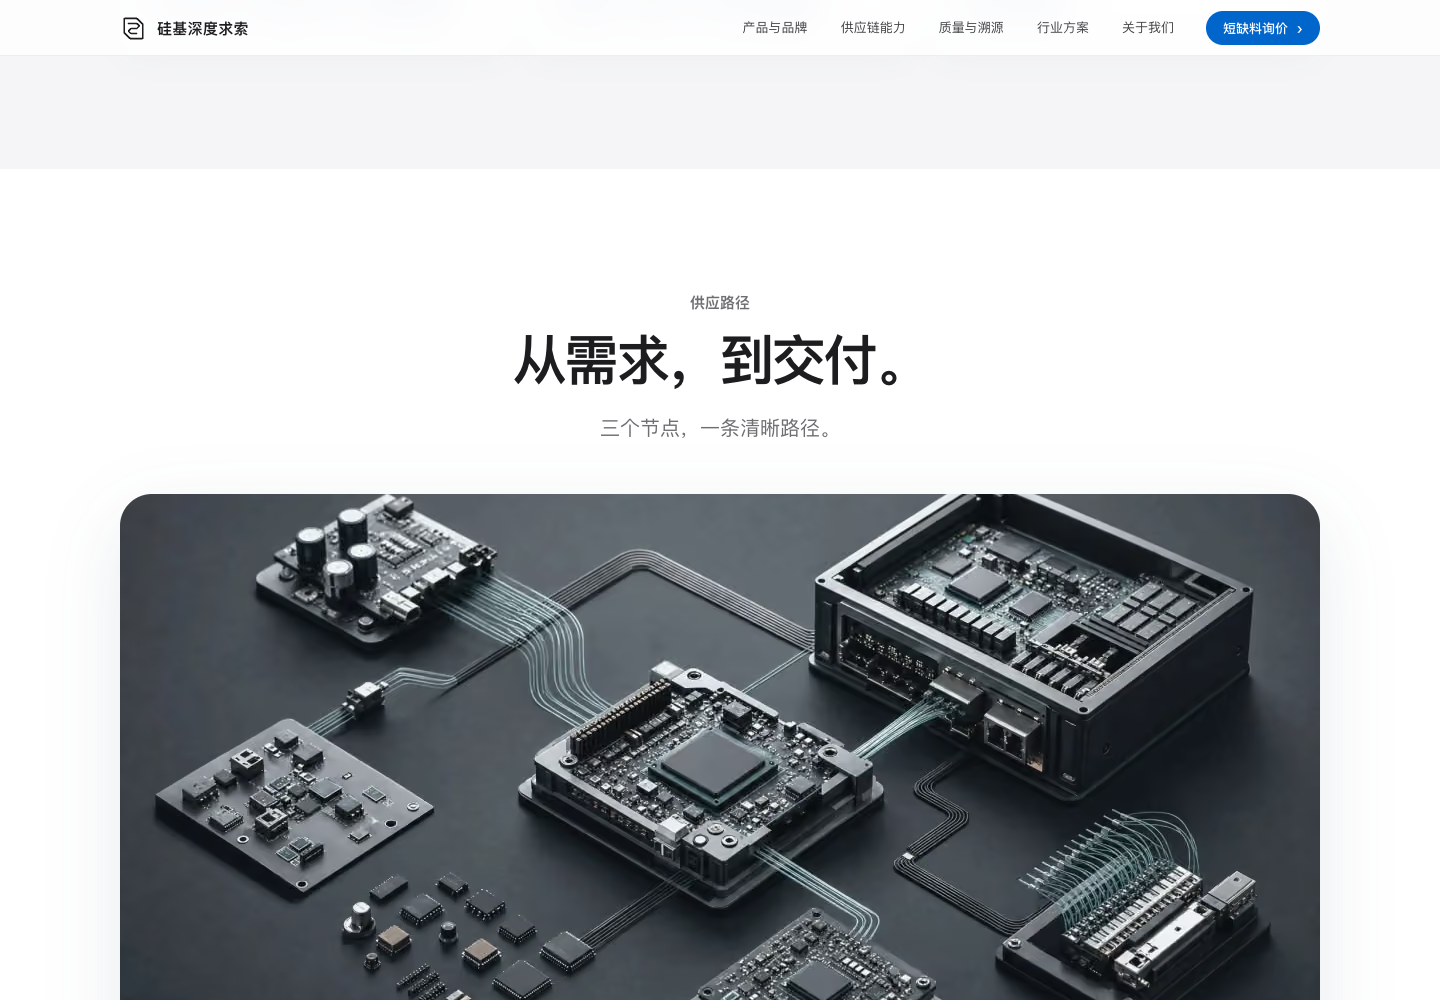 硅基深度求索
产品与品牌
供应链能力
质量与溯源
行业方案
关于我们
短缺料询价 ›
供应路径
从需求，到交付。
三个节点，一条清晰路径。